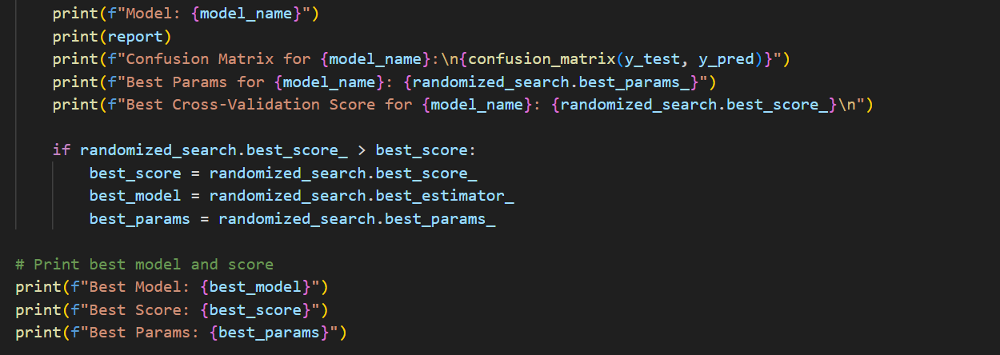 print(f"Model: {model_name}")
print(report)
print(f"Confusion Matrix for {model_name}:\n{confusion_matrix(y_test, y_pred)}")
print(f"Best Params for {model_name}: {randomized_search.best_params_}")
print(f"Best Cross-Validation Score for {model_name}: {randomized_search.best_score_}\n")
if randomized_search.best_score_ > best_score:
best_score = randomized_search.best_score_
best_model = randomized_search.best_estimator_
best_params = randomized_search.best_params_
# Print best model and score
print(f"Best Model: {best_model}")
print(f"Best Score: {best_score}")
print(f"Best Params: {best_params}")